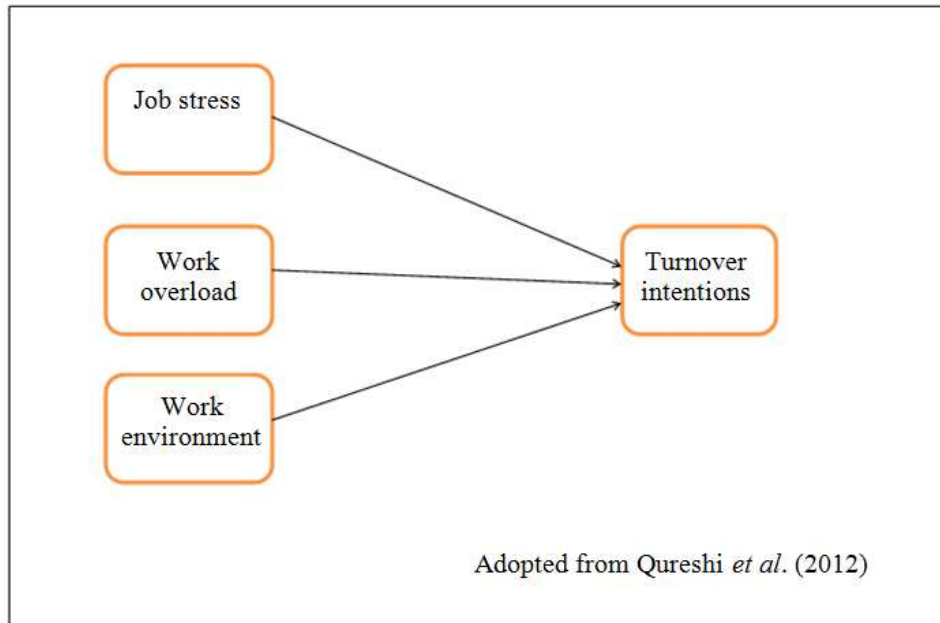 Job stress
Work
overload
Work
environment
Turnover
intentions
Adopted from Qureshi et al. (2012)